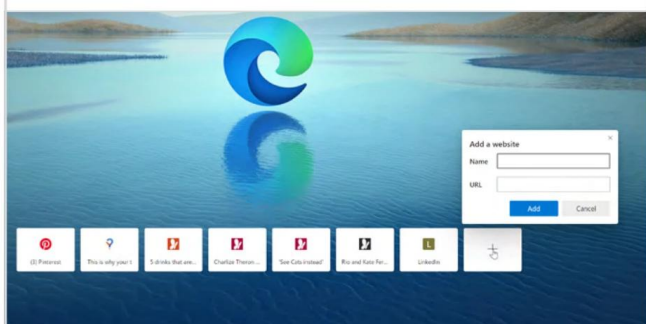 Add a website
Name
URL
Add Cancel
(3) Pinterest
This is why your t
5 drinks that are...
Charlize Theron ...
'See Cats instead'
Rio and Kate Fer...
L
LinkedIn